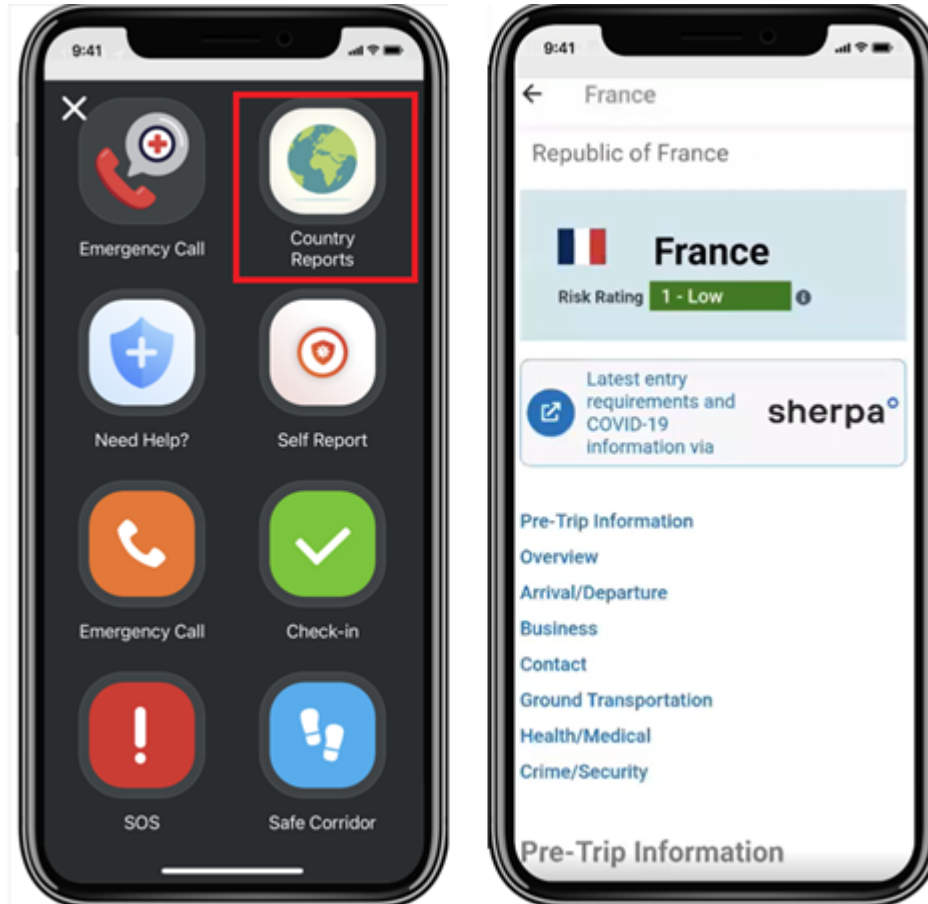 9:41
Emergency Call
Country
Reports
Need Help?
Self Report
Emergency Call
Check-in
SOS
Safe Corridor
9:41
France
Republic of France
France
Risk Rating 1 - Low
Latest entry
requirements and
COVID-19
information via
sherpa°
Pre-Trip Information
Overview
Arrival/Departure
Business
Contact
Ground Transportation
Health/Medical
Crime/Security
Pre-Trip Information